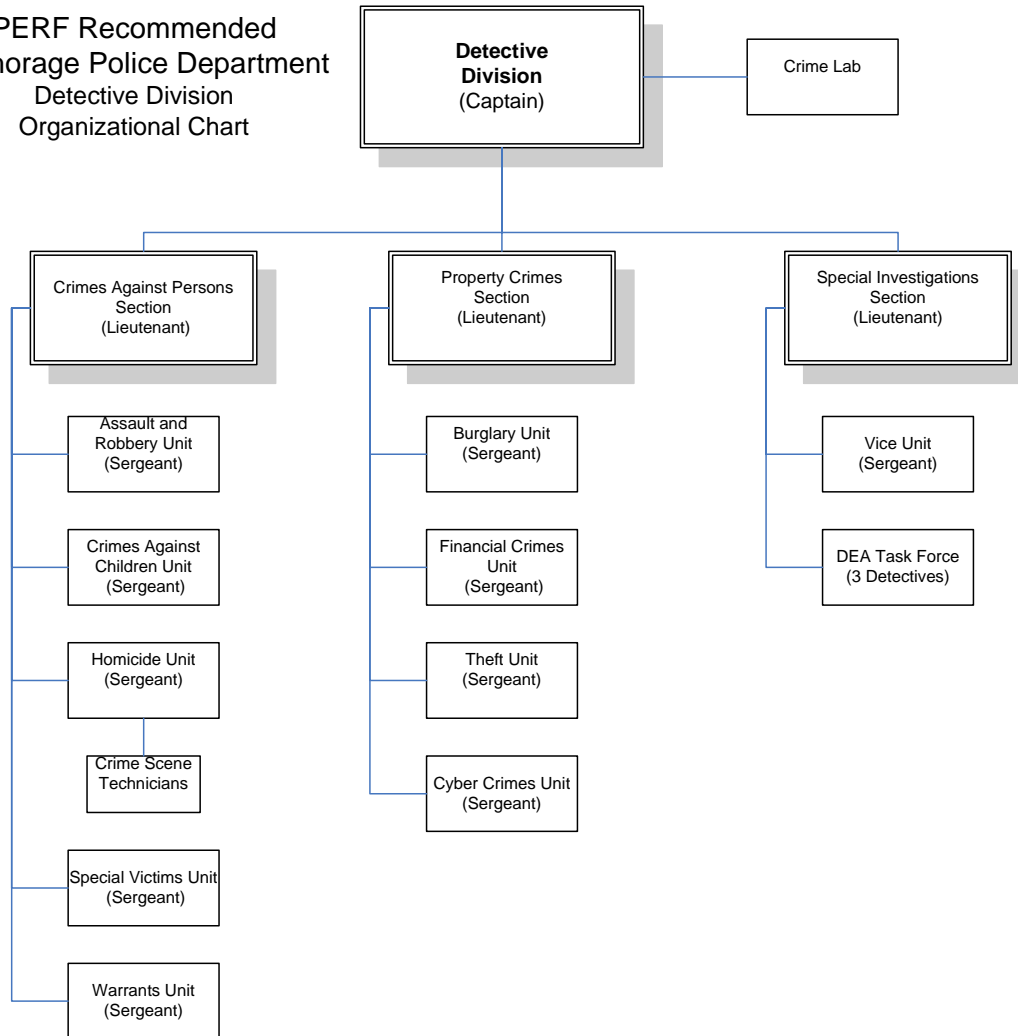 PERF Recommended
Police Department
Detective Division
Organizational Chart
Detective
Division
(Captain)
Crime Lab
Crimes Against Persons
Section
(Lieutenant)
Property Crimes
Section
(Lieutenant)
Special Investigations
Section
(Lieutenant)
Assault and
Robbery Unit
(Sergeant)
Burglary Unit
(Sergeant)
Vice Unit
(Sergeant)
Crimes Against
Children Unit
(Sergeant)
Financial Crimes
Unit
(Sergeant)
DEA Task Force
(3 Detectives)
Homicide Unit
(Sergeant)
Theft Unit
(Sergeant)
Crime Scene
Technicians
Cyber Crimes Unit
(Sergeant)
Special Victims Unit
(Sergeant)
Warrants Unit
(Sergeant)